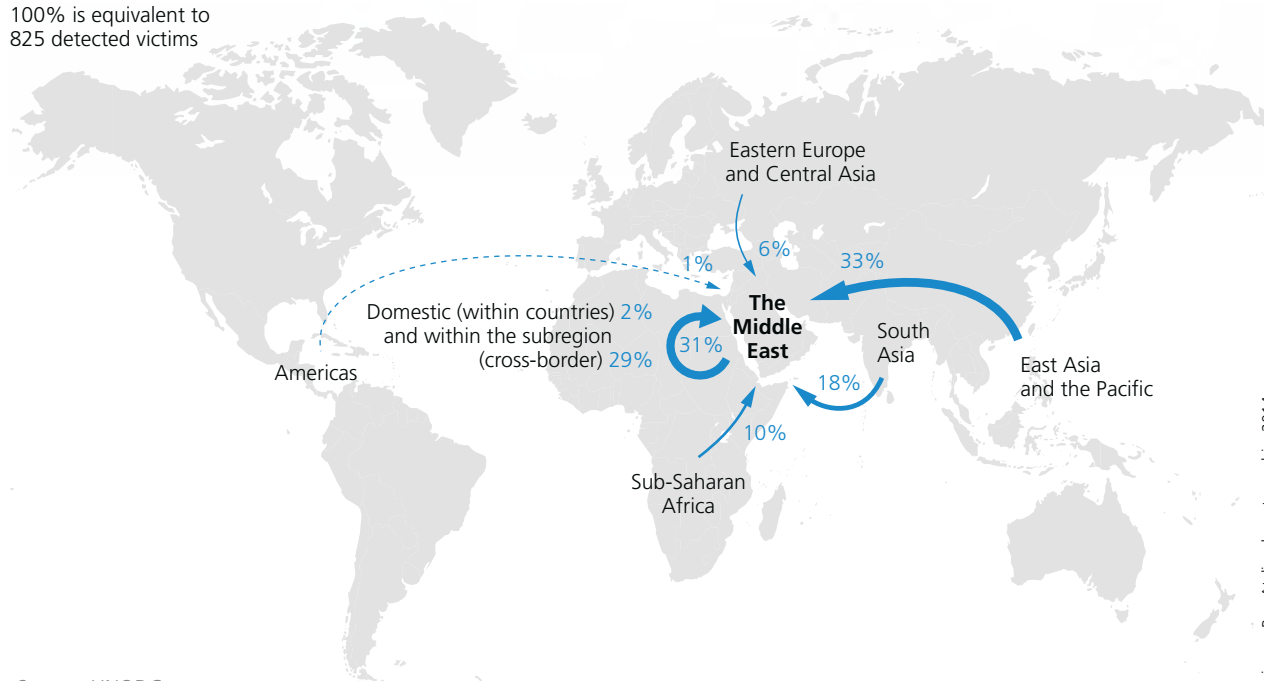 100% is equivalent to
825 detected victims
Eastern Europe
and Central Asia
6%
1%
33%
Domestic (within countries) 2%
and within the subregion
(cross-border) 29%
31%
The
Middle
East
South
Asia
18%
East Asia
and the Pacific
Americas
10%
Sub-Saharan
Africa